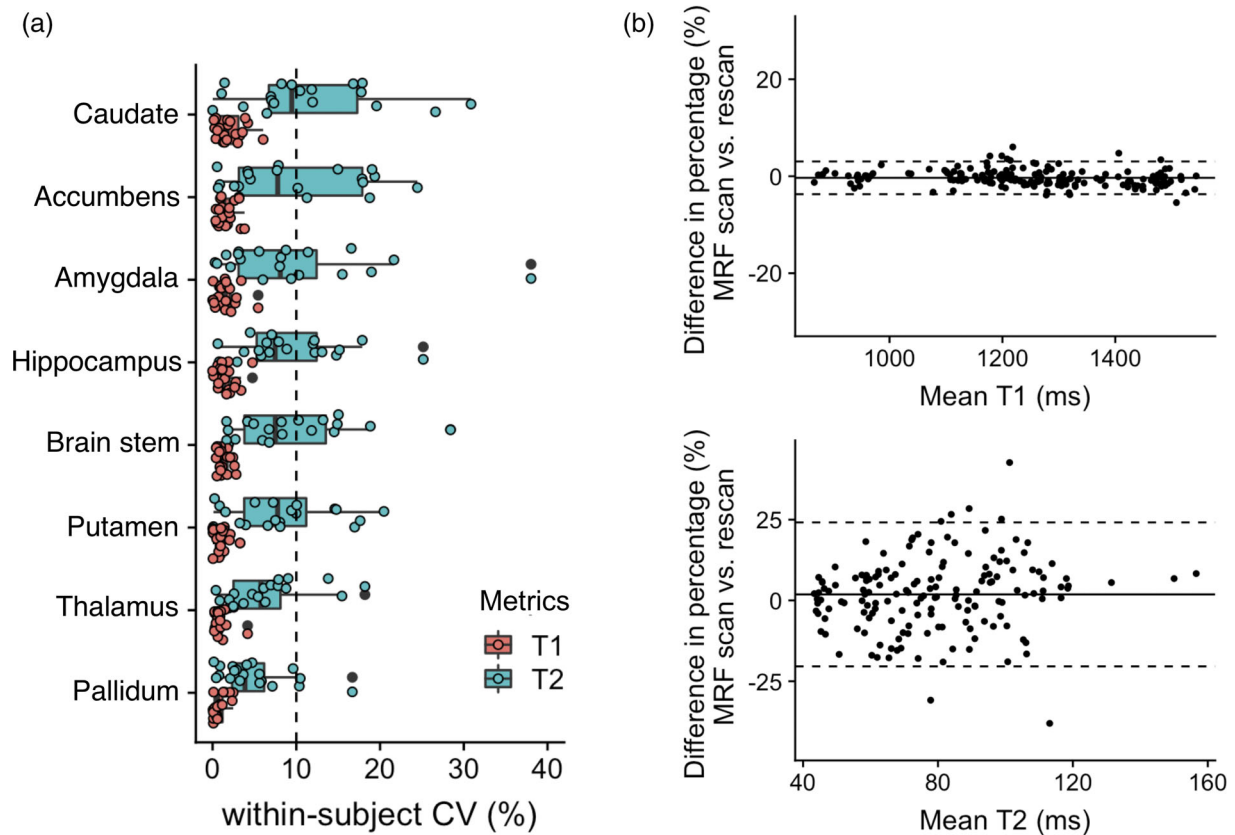 (a)
Caudate
Accumbens
Amygdala
Hippocampus
Brain stem
Putamen
Thalamus
Pallidum
Metrics
T1
T2
0 10 20 30 40
within-subject CV (%)
(b)
Difference in percentage (%)
MRF scan vs. rescan
20
0
-20
1000 1200 1400
Mean T1 (ms)
Difference in percentage (%)
MRF scan vs. rescan
25
0
-25
40 80 120 160
Mean T2 (ms)